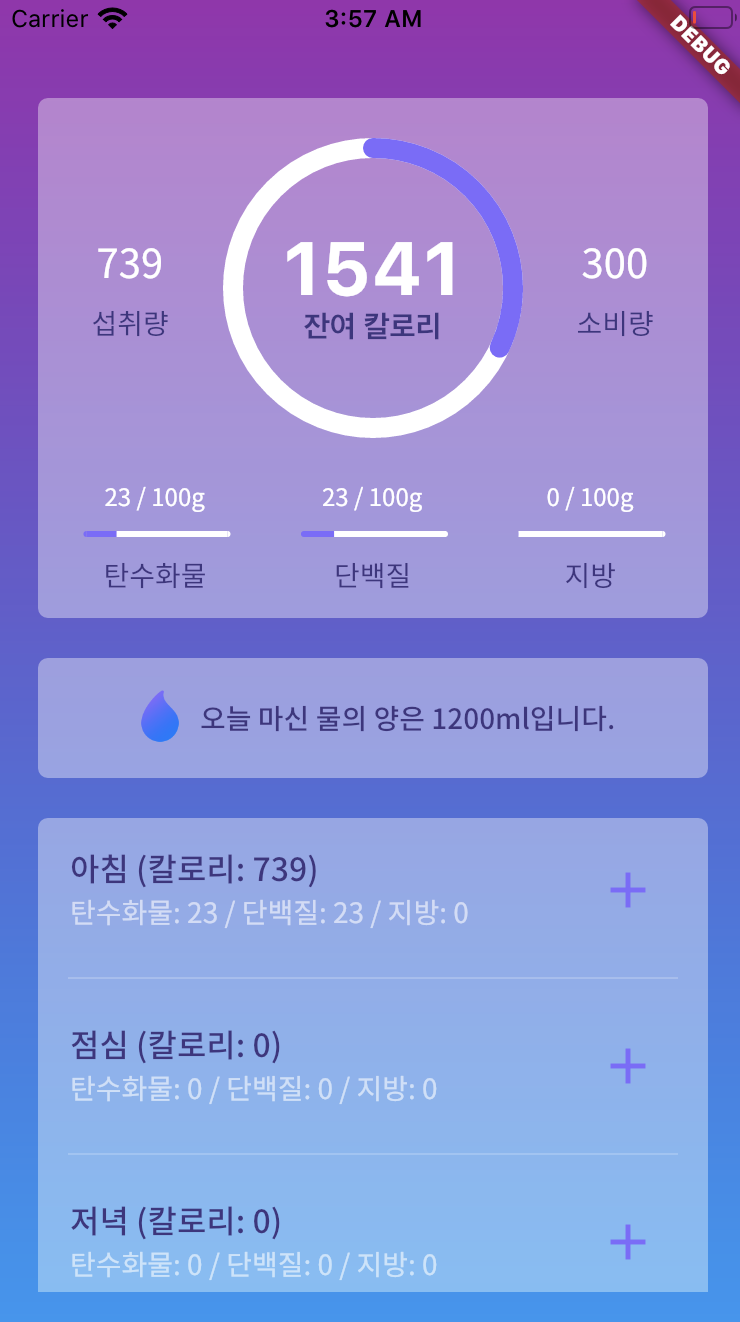 Carrier 3:57 AM
DEBUG
739
섭취량
1541
잔여 칼로리
300
소비량
23 / 100g
탄수화물
23 / 100g
단백질
0 / 100g
지방
오늘 마신 물의 양은 1200ml입니다.
아침 (칼로리: 739)
탄수화물: 23 / 단백질: 23 / 지방: 0
점심 (칼로리: 0)
탄수화물: 0 / 단백질: 0 / 지방: 0
저녁 (칼로리: 0)
탄수화물: 0 / 단백질: 0 / 지방: 0